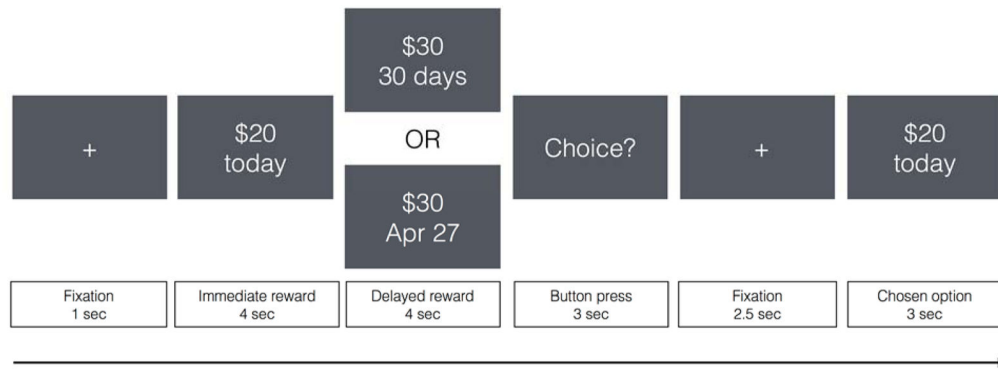 +
$20
today
$30
30 days
OR
$30
Apr 27
Choice?
+
$20
today
Fixation
1 sec
Immediate reward
4 sec
Delayed reward
4 sec
Button press
3 sec
Fixation
2.5 sec
Chosen option
3 sec